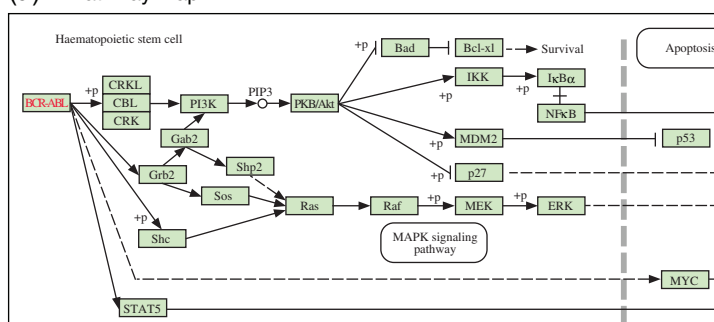 Haematopoietic stem cell
Apoptosis
+p
Bad
Bcl-xl
Survival
+p
CRKL
CBL
CRK
BCR-ABL
PI3K
PIP3
PKB/Akt
IKK
+p
+p
IκBα
NFκB
Gab2
MDM2
+p
p53
Grb2
Shp2
+p
p27
Sos
Ras
Raf
+p
MEK
+p
ERK
+p
Shc
MAPK signaling
pathway
MYC
STAT5